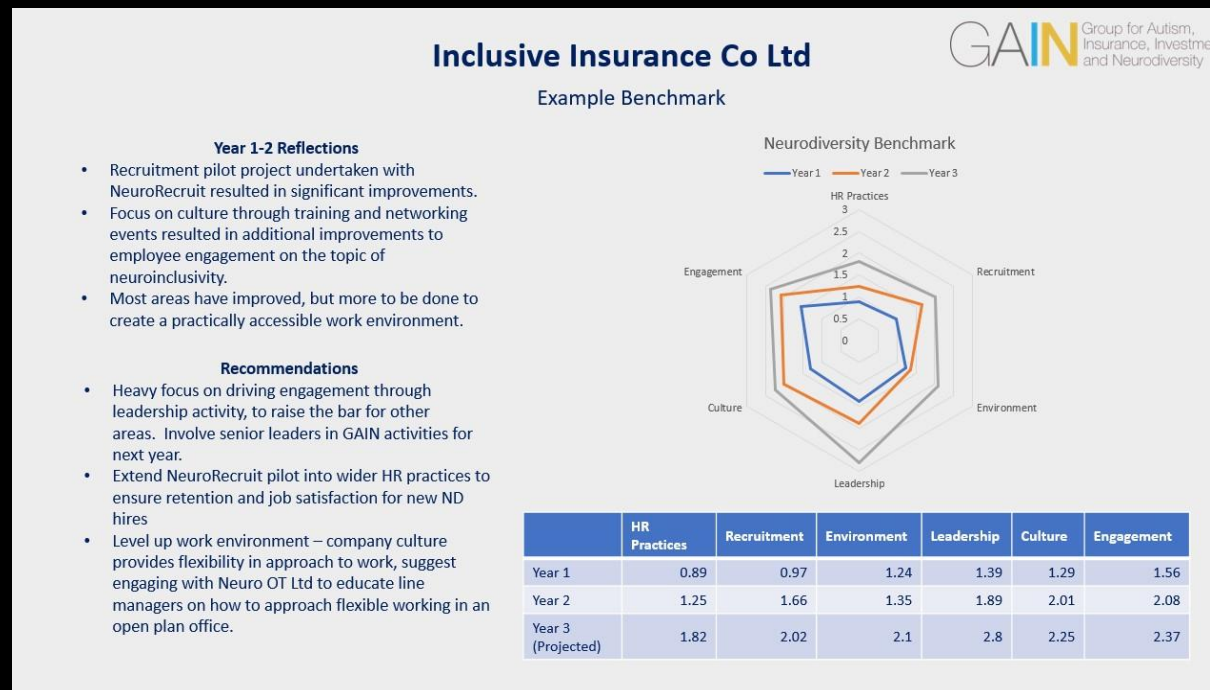 Inclusive Insurance Co Ltd
Example Benchmark
GAIN
Group for Autism,
Insurance, Investme
and Neurodiversity
Year 1-2 Reflections
• Recruitment pilot project undertaken with
NeuroRecruit resulted in significant improvements.
• Focus on culture through training and networking
events resulted in additional improvements to
employee engagement on the topic of
neuroinclusivity.
• Most areas have improved, but more to be done to
create a practically accessible work environment.
Recommendations
• Heavy focus on driving engagement through
leadership activity, to raise the bar for other
areas.  Involve senior leaders in GAIN activities for
next year.
• Extend NeuroRecruit pilot into wider HR practices to
ensure retention and job satisfaction for new ND
hires
• Level up work environment – company culture
provides flexibility in approach to work, suggest
engaging with Neuro OT Ltd to educate line
managers on how to approach flexible working in an
open plan office.
Neurodiversity Benchmark
Year 1 Year 2 Year 3
HR Practices
3
2.5
2
Engagement 1.5 Recruitment
1
0.5
0
Culture Environment
Leadership
HR Practices Recruitment Environment Leadership Culture Engagement
Year 1 0.89 0.97 1.24 1.39 1.29 1.56
Year 2 1.25 1.66 1.35 1.89 2.01 2.08
Year 3 (Projected) 1.82 2.02 2.1 2.8 2.25 2.37